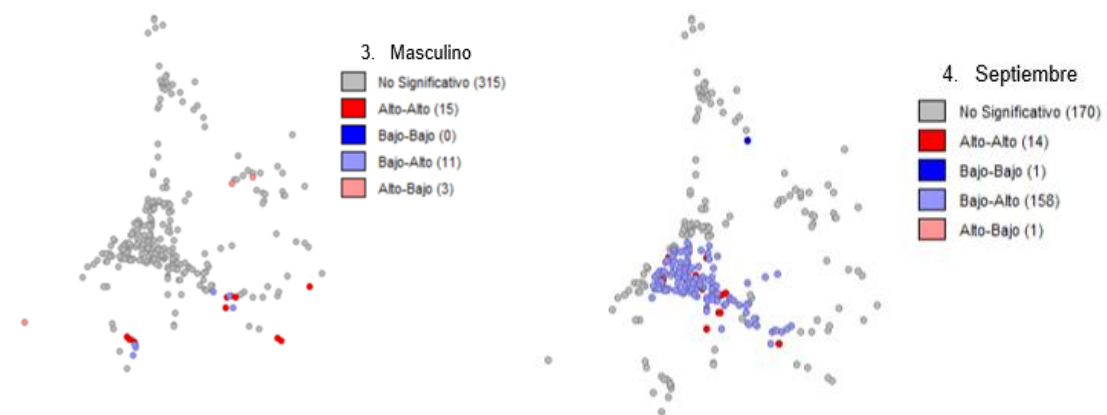 3. Masculino
No Significativo (315)
Alto-Alto (15)
Bajo-Bajo (0)
Bajo-Alto (11)
Alto-Bajo (3)
4. Septiembre
No Significativo (170)
Alto-Alto (14)
Bajo-Bajo (1)
Bajo-Alto (158)
Alto-Bajo (1)